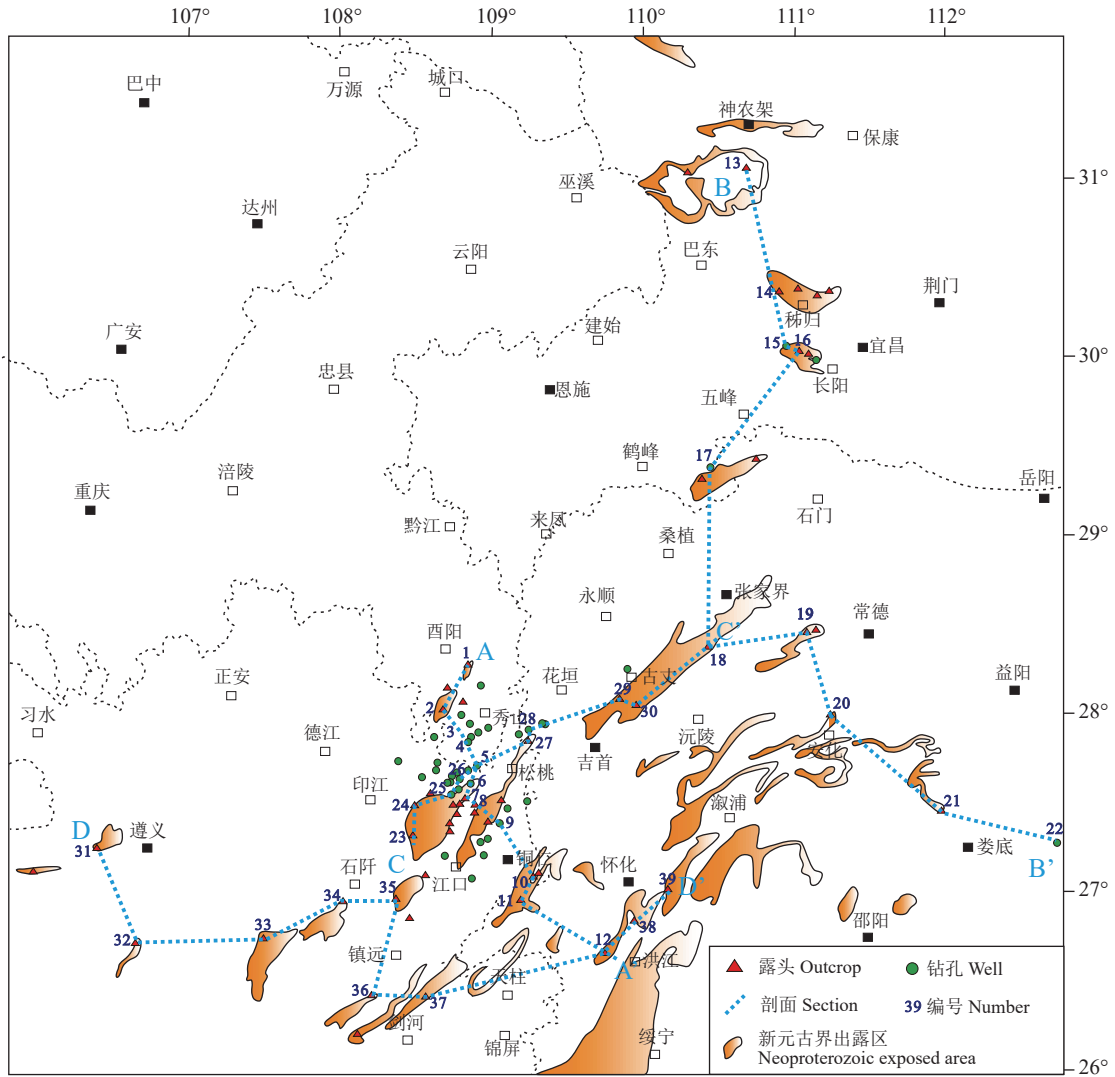 107°
108°
109°
110°
111°
112°
万源
城口
巴中
神农架
保康
13
31°
B
巫溪
达州
云阳
巴东
荆门
14
秭归
建始
15
16
广安
宜昌
30°
忠县
恩施
长阳
五峰
17
鹤峰
涪陵
岳阳
重庆
石门
黔江
来凤
29°
桑植
永顺
张家界
19
常德
酉阳
C'
1
A
18
花垣
29
古丈
益阳
正安
2
30
20
28°
习水
3
秀山
28
沅陵
德江
4
27
安化
5
吉首
26
松桃
印江
25
6
24
7
8
溆浦
21
23
9
D
遵义
22
31
铜仁
娄底
C
石阡
江口
10
怀化
39
D'
B’
27°
35
34
11
38
邵阳
33
32
12
镇远
洪江
A
天柱
36
37
剑河
锦屏
绥宁
26°
露头 Outcrop
钻孔 Well
剖面 Section
39 编号 Number
新元古界出露区
Neoproterozoic exposed area